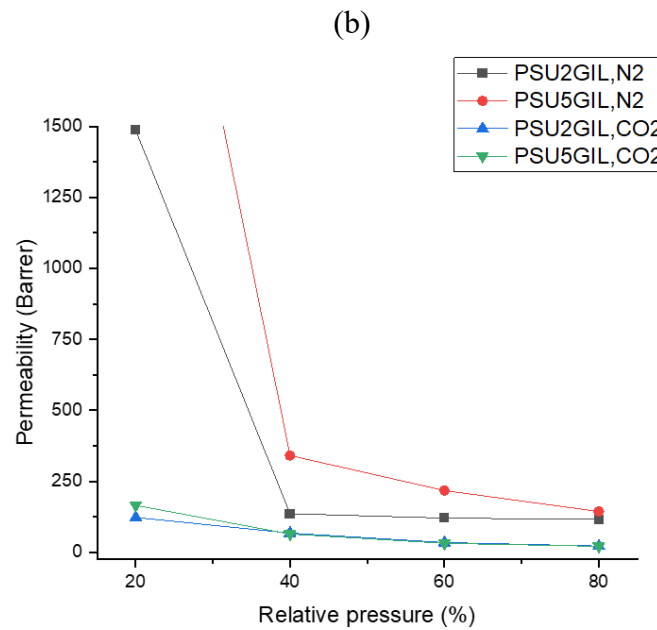 (b)
PSU2GIL,N2
PSU5GIL,N2
PSU2GIL,CO2
PSU5GIL,CO2
1500
1250
1000
750
500
250
0
Permeability (Barrer)
20 40 60 80
Relative pressure (%)